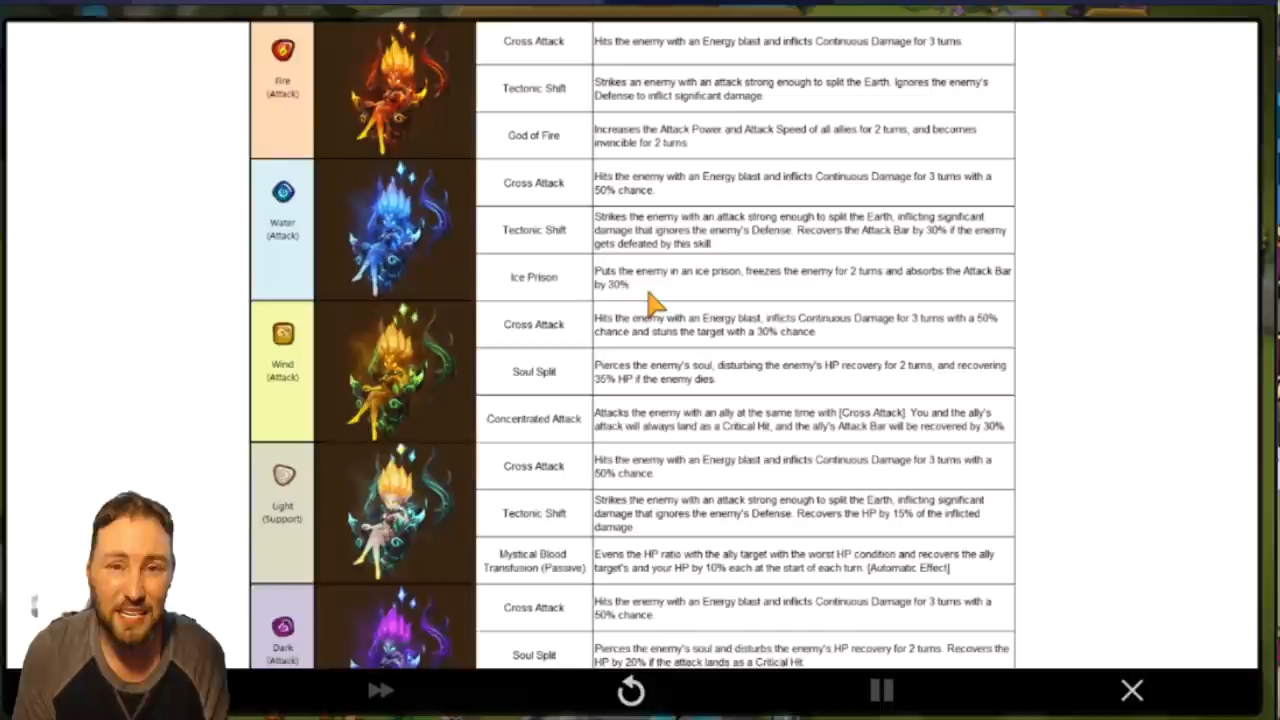 Fire
(Attack)
Cross Attack
Hits the enemy with an Energy blast and inflicts Continuous Damage for 3 turns.
Tectonic Shift
Strikes an enemy with an attack strong enough to split the Earth. Ignores the enemy's
Defense to inflict significant damage.
God of Fire
Increases the Attack Power and Attack Speed of all allies for 2 turns, and becomes
invincible for 2 turns.
Water
(Attack)
Cross Attack
Hits the enemy with an Energy blast and inflicts Continuous Damage for 3 turns with a
50% chance.
Tectonic Shift
Strikes the enemy with an attack strong enough to split the Earth, inflicting significant
damage that ignores the enemy's Defense. Recovers the Attack Bar by 30% if the enemy
gets defeated by this skill.
Ice Prison
Puts the enemy in an ice prison, freezes the enemy for 2 turns and absorbs the Attack Bar
by 30%
Wind
(Attack)
Cross Attack
Hits the enemy with an Energy blast, inflicts Continuous Damage for 3 turns with a 50%
chance and stuns the target with a 30% chance.
Soul Split
Pierces the enemy's soul, disturbing the enemy's HP recovery for 2 turns, and recovering
35% HP if the enemy dies.
Concentrated Attack
Attacks the enemy with an ally at the same time with [Cross Attack]. You and the ally's
attack will always land as a Critical Hit, and the ally's Attack Bar will be recovered by 30%
Light
(Support)
Cross Attack
Hits the enemy with an Energy blast and inflicts Continuous Damage for 3 turns with a
50% chance.
Tectonic Shift
Strikes the enemy with an attack strong enough to split the Earth, inflicting significant
damage that ignores the enemy's Defense. Recovers the HP by 15% of the inflicted
damage
Mystical Blood
Transfusion (Passive)
Evens the HP ratio with the ally target with the worst HP condition and recovers the ally
target's and your HP by 10% each at the start of each turn. [Automatic Effect]
Dark
(Attack)
Cross Attack
Hits the enemy with an Energy blast and inflicts Continuous Damage for 3 turns with a
50% chance.
Soul Split
Pierces the enemy's soul and disturbs the enemy's HP recovery for 2 turns. Recovers the
HP by 20% if the attack lands as a Critical Hit.